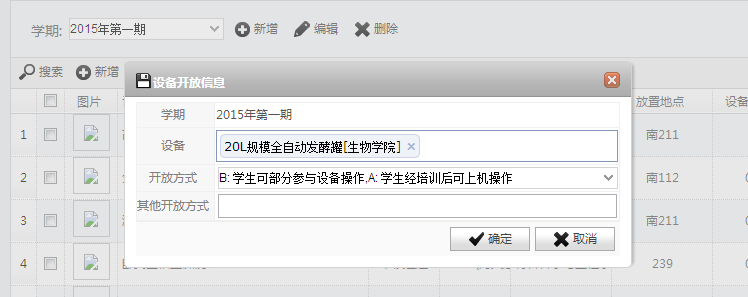 学期: 2015年第一期 新增 编辑 删除
搜索 新增
设备开放信息
图片 放置地点
学期 2015年第一期
设备 20L规模全自动发酵罐[生物学院]
开放方式 B: 学生可部分参与设备操作,A: 学生经培训后可上机操作
其他开放方式
确定 取消
1 南211
2 南112
3 南211
4 239